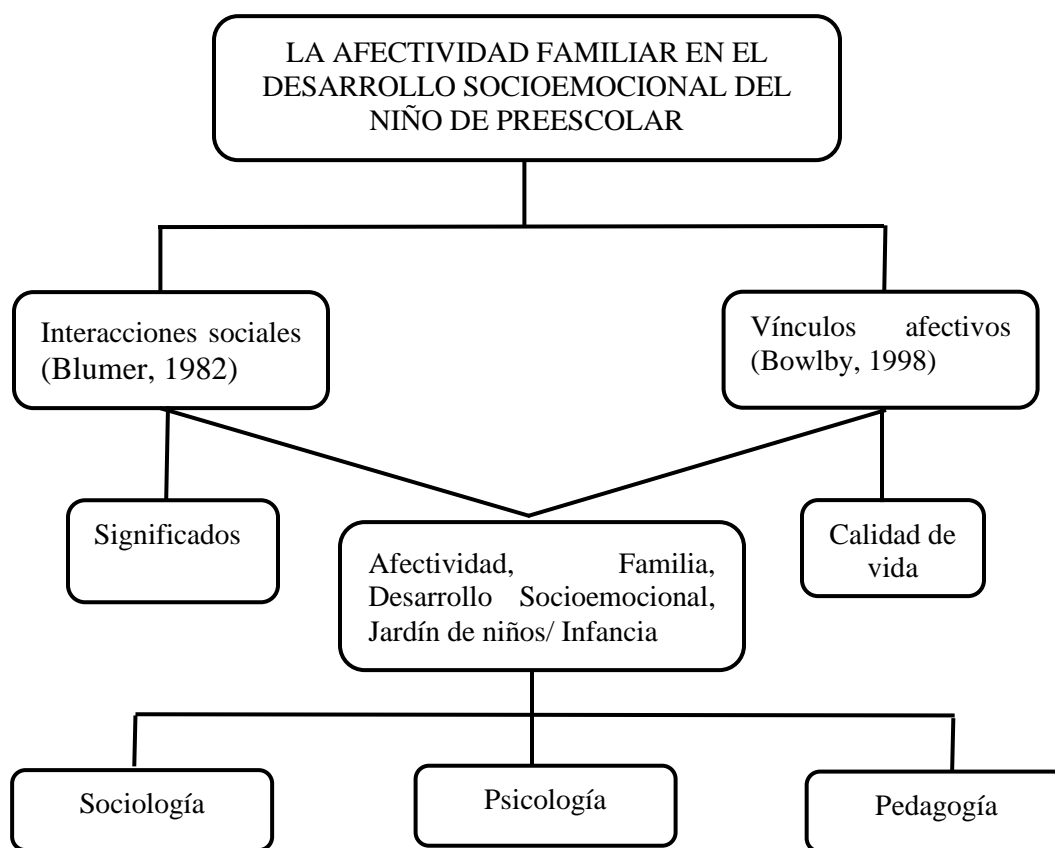 LA AFECTIVIDAD FAMILIAR EN EL
DESARROLLO SOCIOEMOCIONAL DEL
NIÑO DE PREESCOLAR
Interacciones sociales
(Blumer, 1982)
Vínculos afectivos
(Bowlby, 1998)
Significados
Afectividad, Familia,
Desarrollo Socioemocional,
Jardín de niños/ Infancia
Calidad de
vida
Sociología
Psicología
Pedagogía